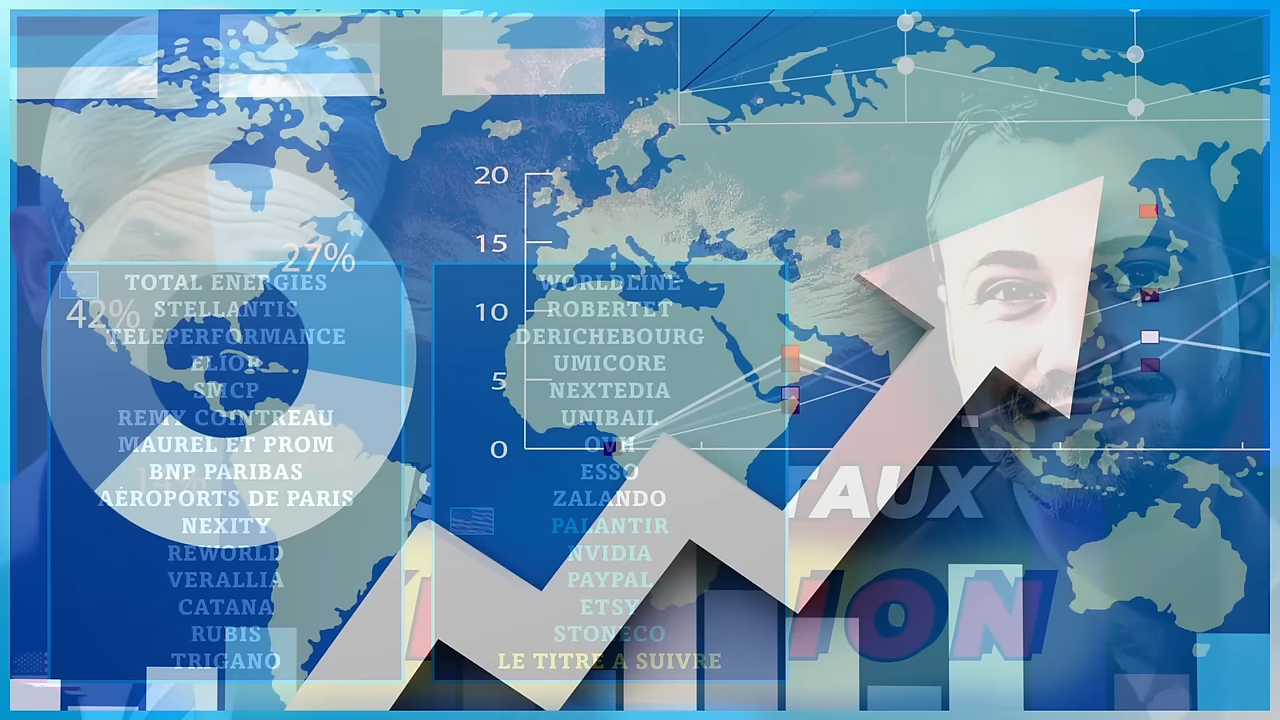 27%
42%
20
15
10
5
0
TOTAL ENERGIES
STELLANTIS
TELEPERFORMANCE
ELIOR
SMCP
REMY COINTREAU
MAUREL ET PROM
BNP PARIBAS
AÉROPORTS DE PARIS
NEXITY
REWORLD
VERALLIA
CATANA
RUBIS
TRIGANO
WORLDLINE
ROBERTET
DERICHEBOURG
UMICORE
NEXTEDIA
UNIBAIL
OVH
ESSO
ZALANDO
PALANTIR
NVIDIA
PAYPAL
ETSY
STONECO
LE TITRE A SUIVRE
TAUX
ION